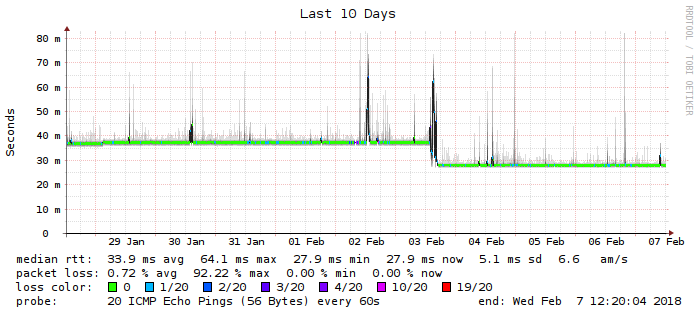 Last 10 Days
RRDTOOL / TOBI OETIKER
Seconds
80 m
70 m
60 m
50 m
40 m
30 m
20 m
10 m
0
29 Jan 30 Jan 31 Jan 01 Feb 02 Feb 03 Feb 04 Feb 05 Feb 06 Feb 07 Feb
median rtt: 33.9 ms avg 64.1 ms max 27.9 ms min 27.9 ms now 5.1 ms sd 6.6 am/s
packet loss: 0.72 % avg 92.22 % max 0.00 % min 0.00 % now
loss color: 0 1/20 2/20 3/20 4/20 10/20 19/20
probe: 20 ICMP Echo Pings (56 Bytes) every 60s end: Wed Feb 7 12:20:04 2018